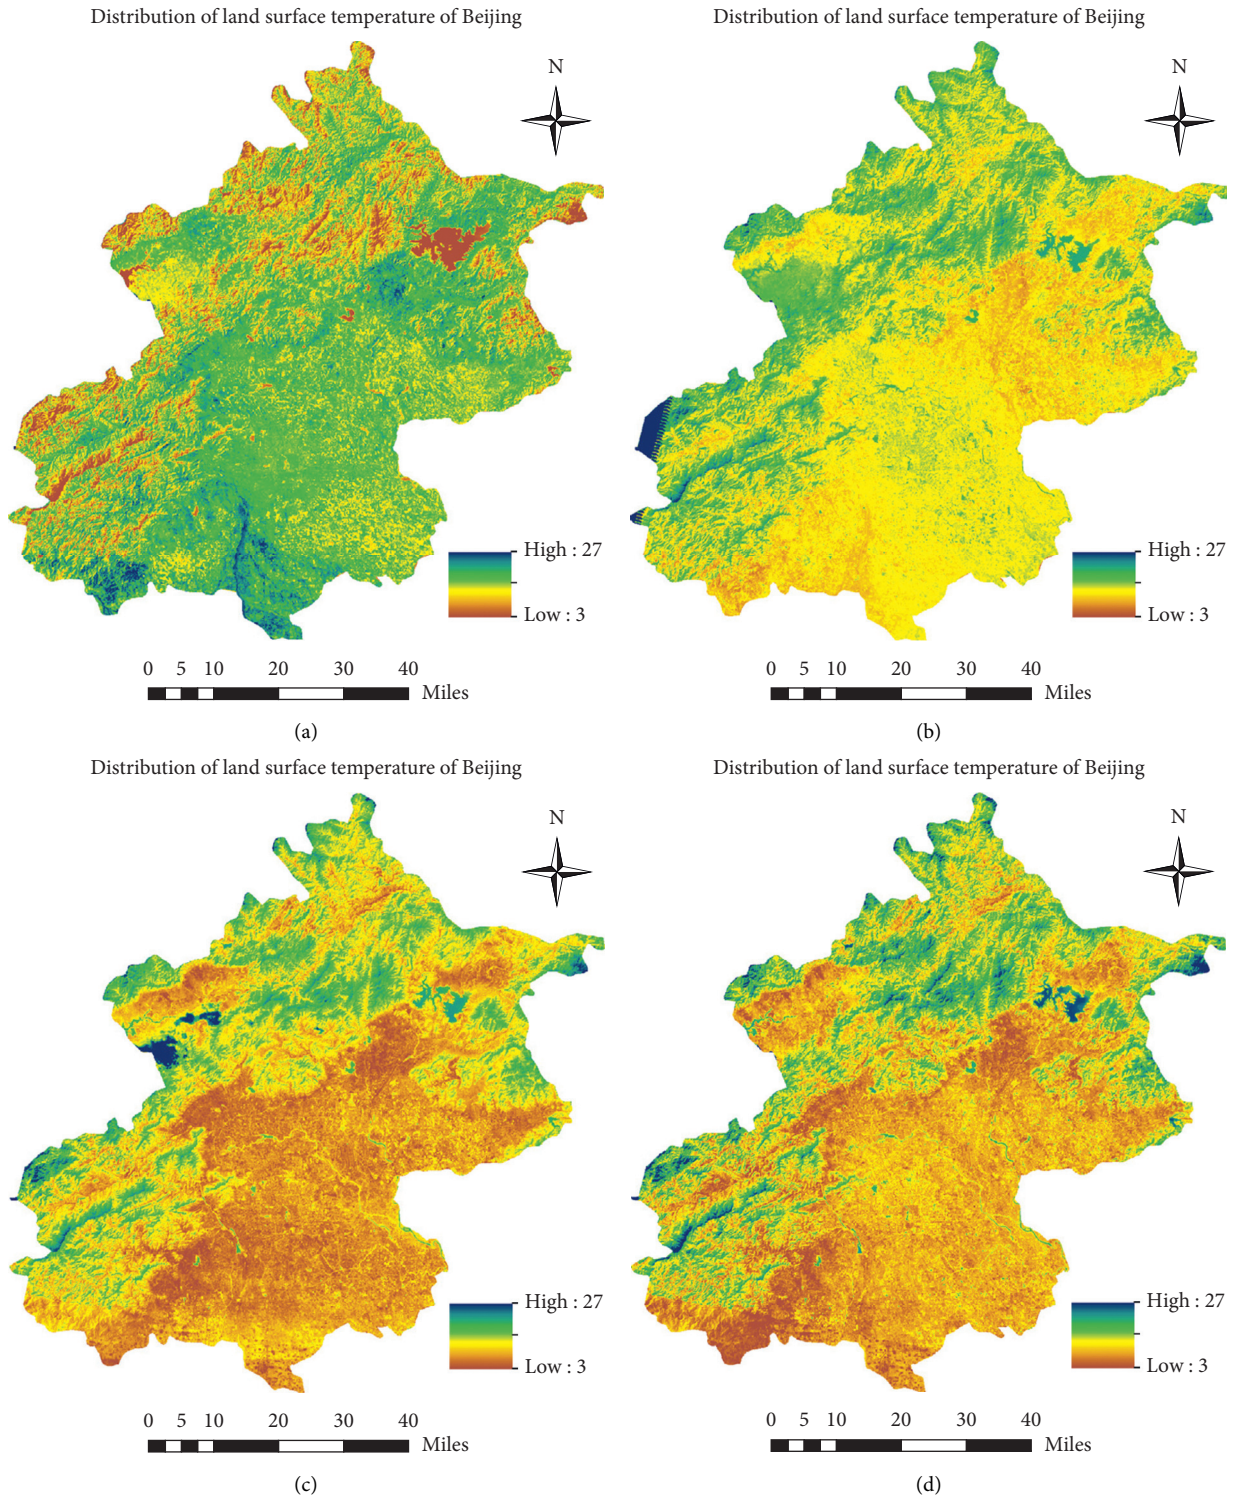 Distribution of land surface temperature of Beijing
N
High : 27
Low : 3
0 5 10 20 30 40
Miles
(a)
Distribution of land surface temperature of Beijing
N
High : 27
Low : 3
0 5 10 20 30 40
Miles
(b)
Distribution of land surface temperature of Beijing
N
High : 27
Low : 3
0 5 10 20 30 40
Miles
(c)
Distribution of land surface temperature of Beijing
N
High : 27
Low : 3
0 5 10 20 30 40
Miles
(d)